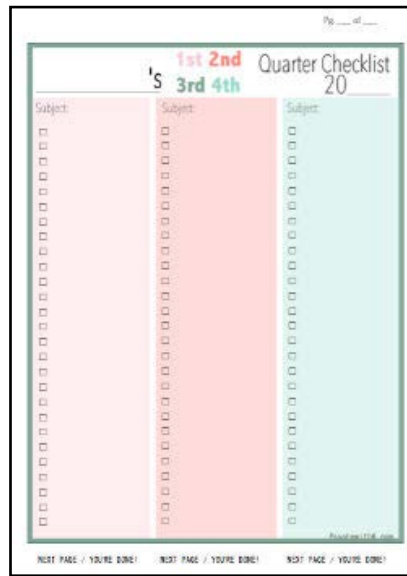 Pg ___ of ___
1st 2nd
Quarter Checklist
's 3rd 4th 20
Subject: Subject: Subject:
NEXT PAGE / YOU'RE DONE! NEXT PAGE / YOU'RE DONE! NEXT PAGE / YOU'RE DONE!